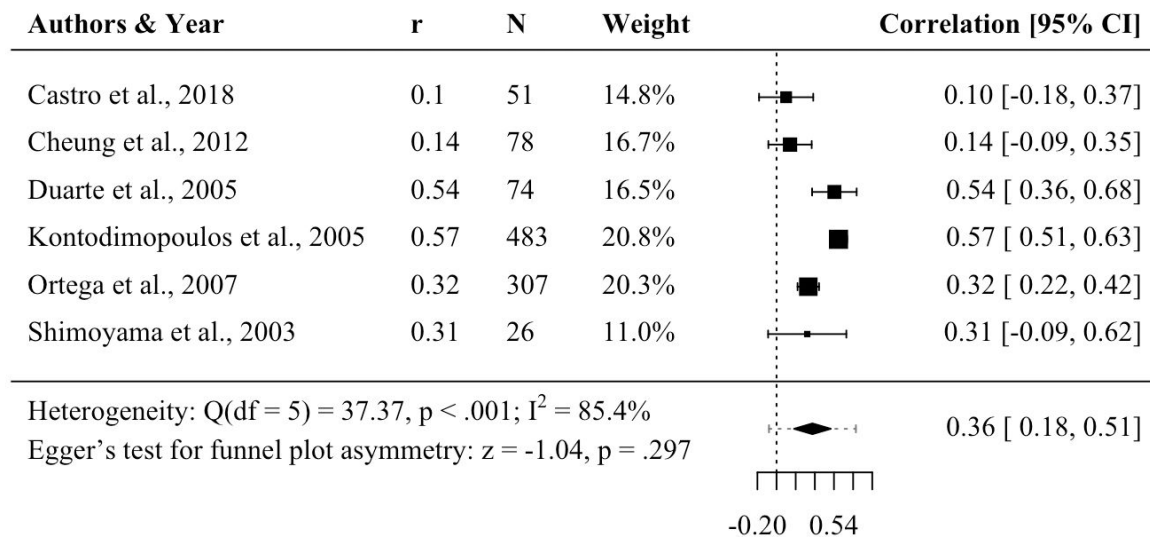 Authors & Year r N Weight Correlation [95% CI]
Castro et al., 2018 0.1 51 14.8% 0.10 [-0.18, 0.37]
Cheung et al., 2012 0.14 78 16.7% 0.14 [-0.09, 0.35]
Duarte et al., 2005 0.54 74 16.5% 0.54 [ 0.36, 0.68]
Kontodimopoulos et al., 2005 0.57 483 20.8% 0.57 [ 0.51, 0.63]
Ortega et al., 2007 0.32 307 20.3% 0.32 [ 0.22, 0.42]
Shimoyama et al., 2003 0.31 26 11.0% 0.31 [-0.09, 0.62]
Heterogeneity: Q(df = 5) = 37.37, p < .001; I² = 85.4% 0.36 [ 0.18, 0.51]
Egger’s test for funnel plot asymmetry: z = -1.04, p = .297
-0.20 0.54